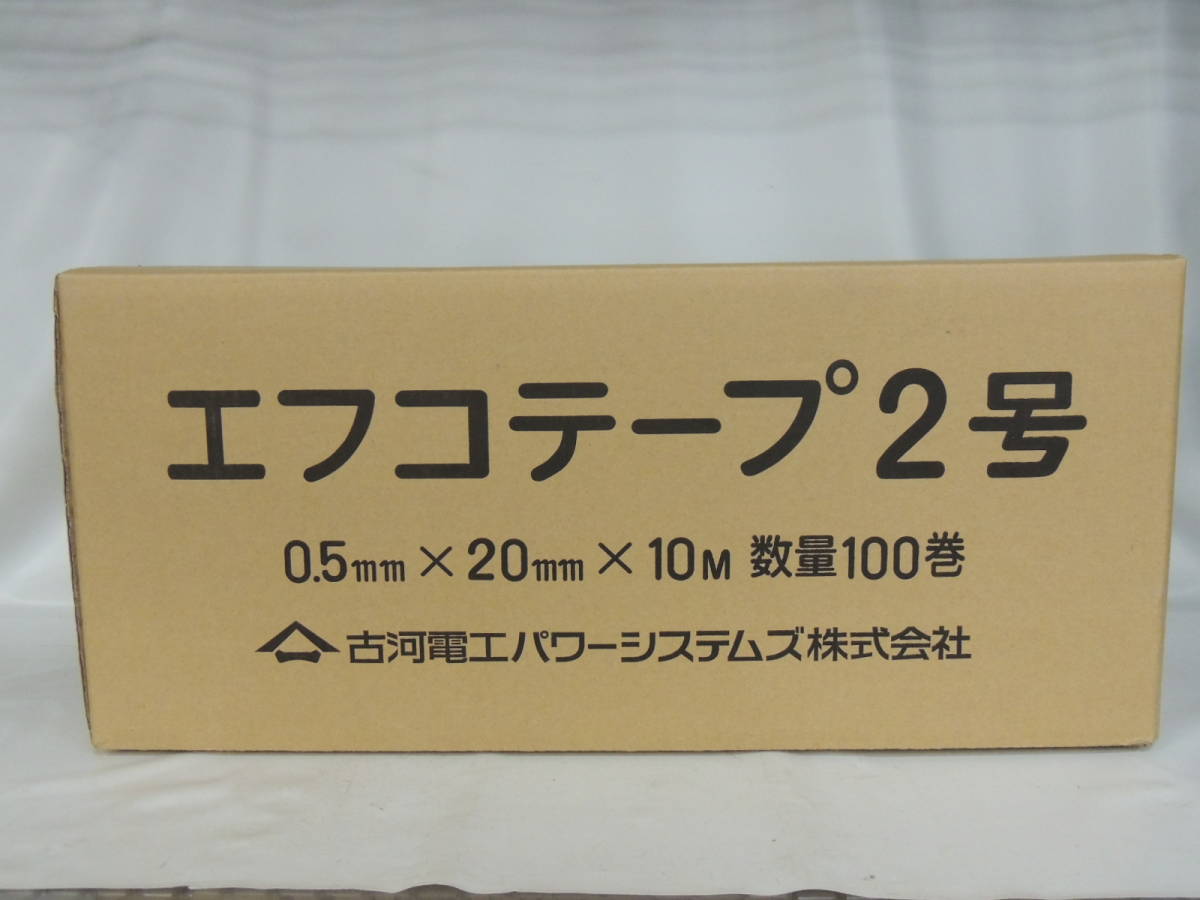 エフコテープ2号
0.5mm×20mm×10M 数量100巻
古河電工パワーシステムズ株式会社